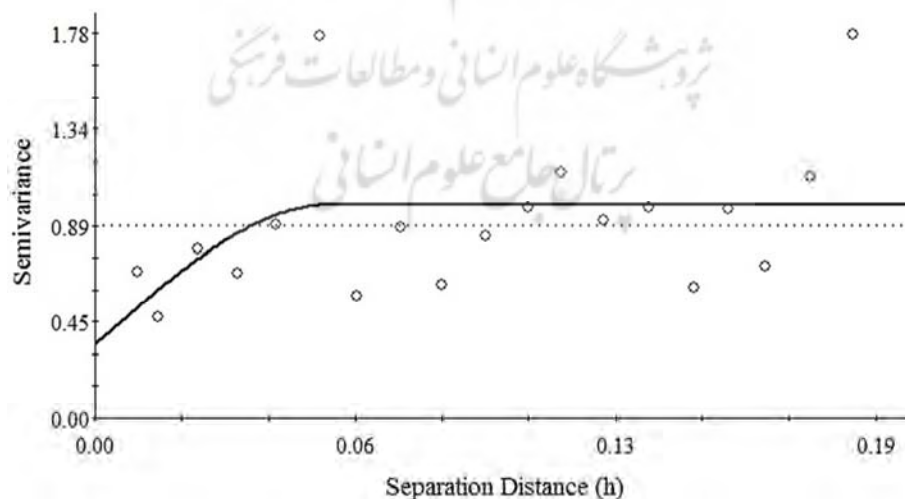 پژوهشگاه علوم انسانی و مطالعات فرهنگی
پرتال جامع علوم انسانی
1.78
1.34
0.89
0.45
0.00
Semivariance
0.00 0.06 0.13 0.19
Separation Distance (h)